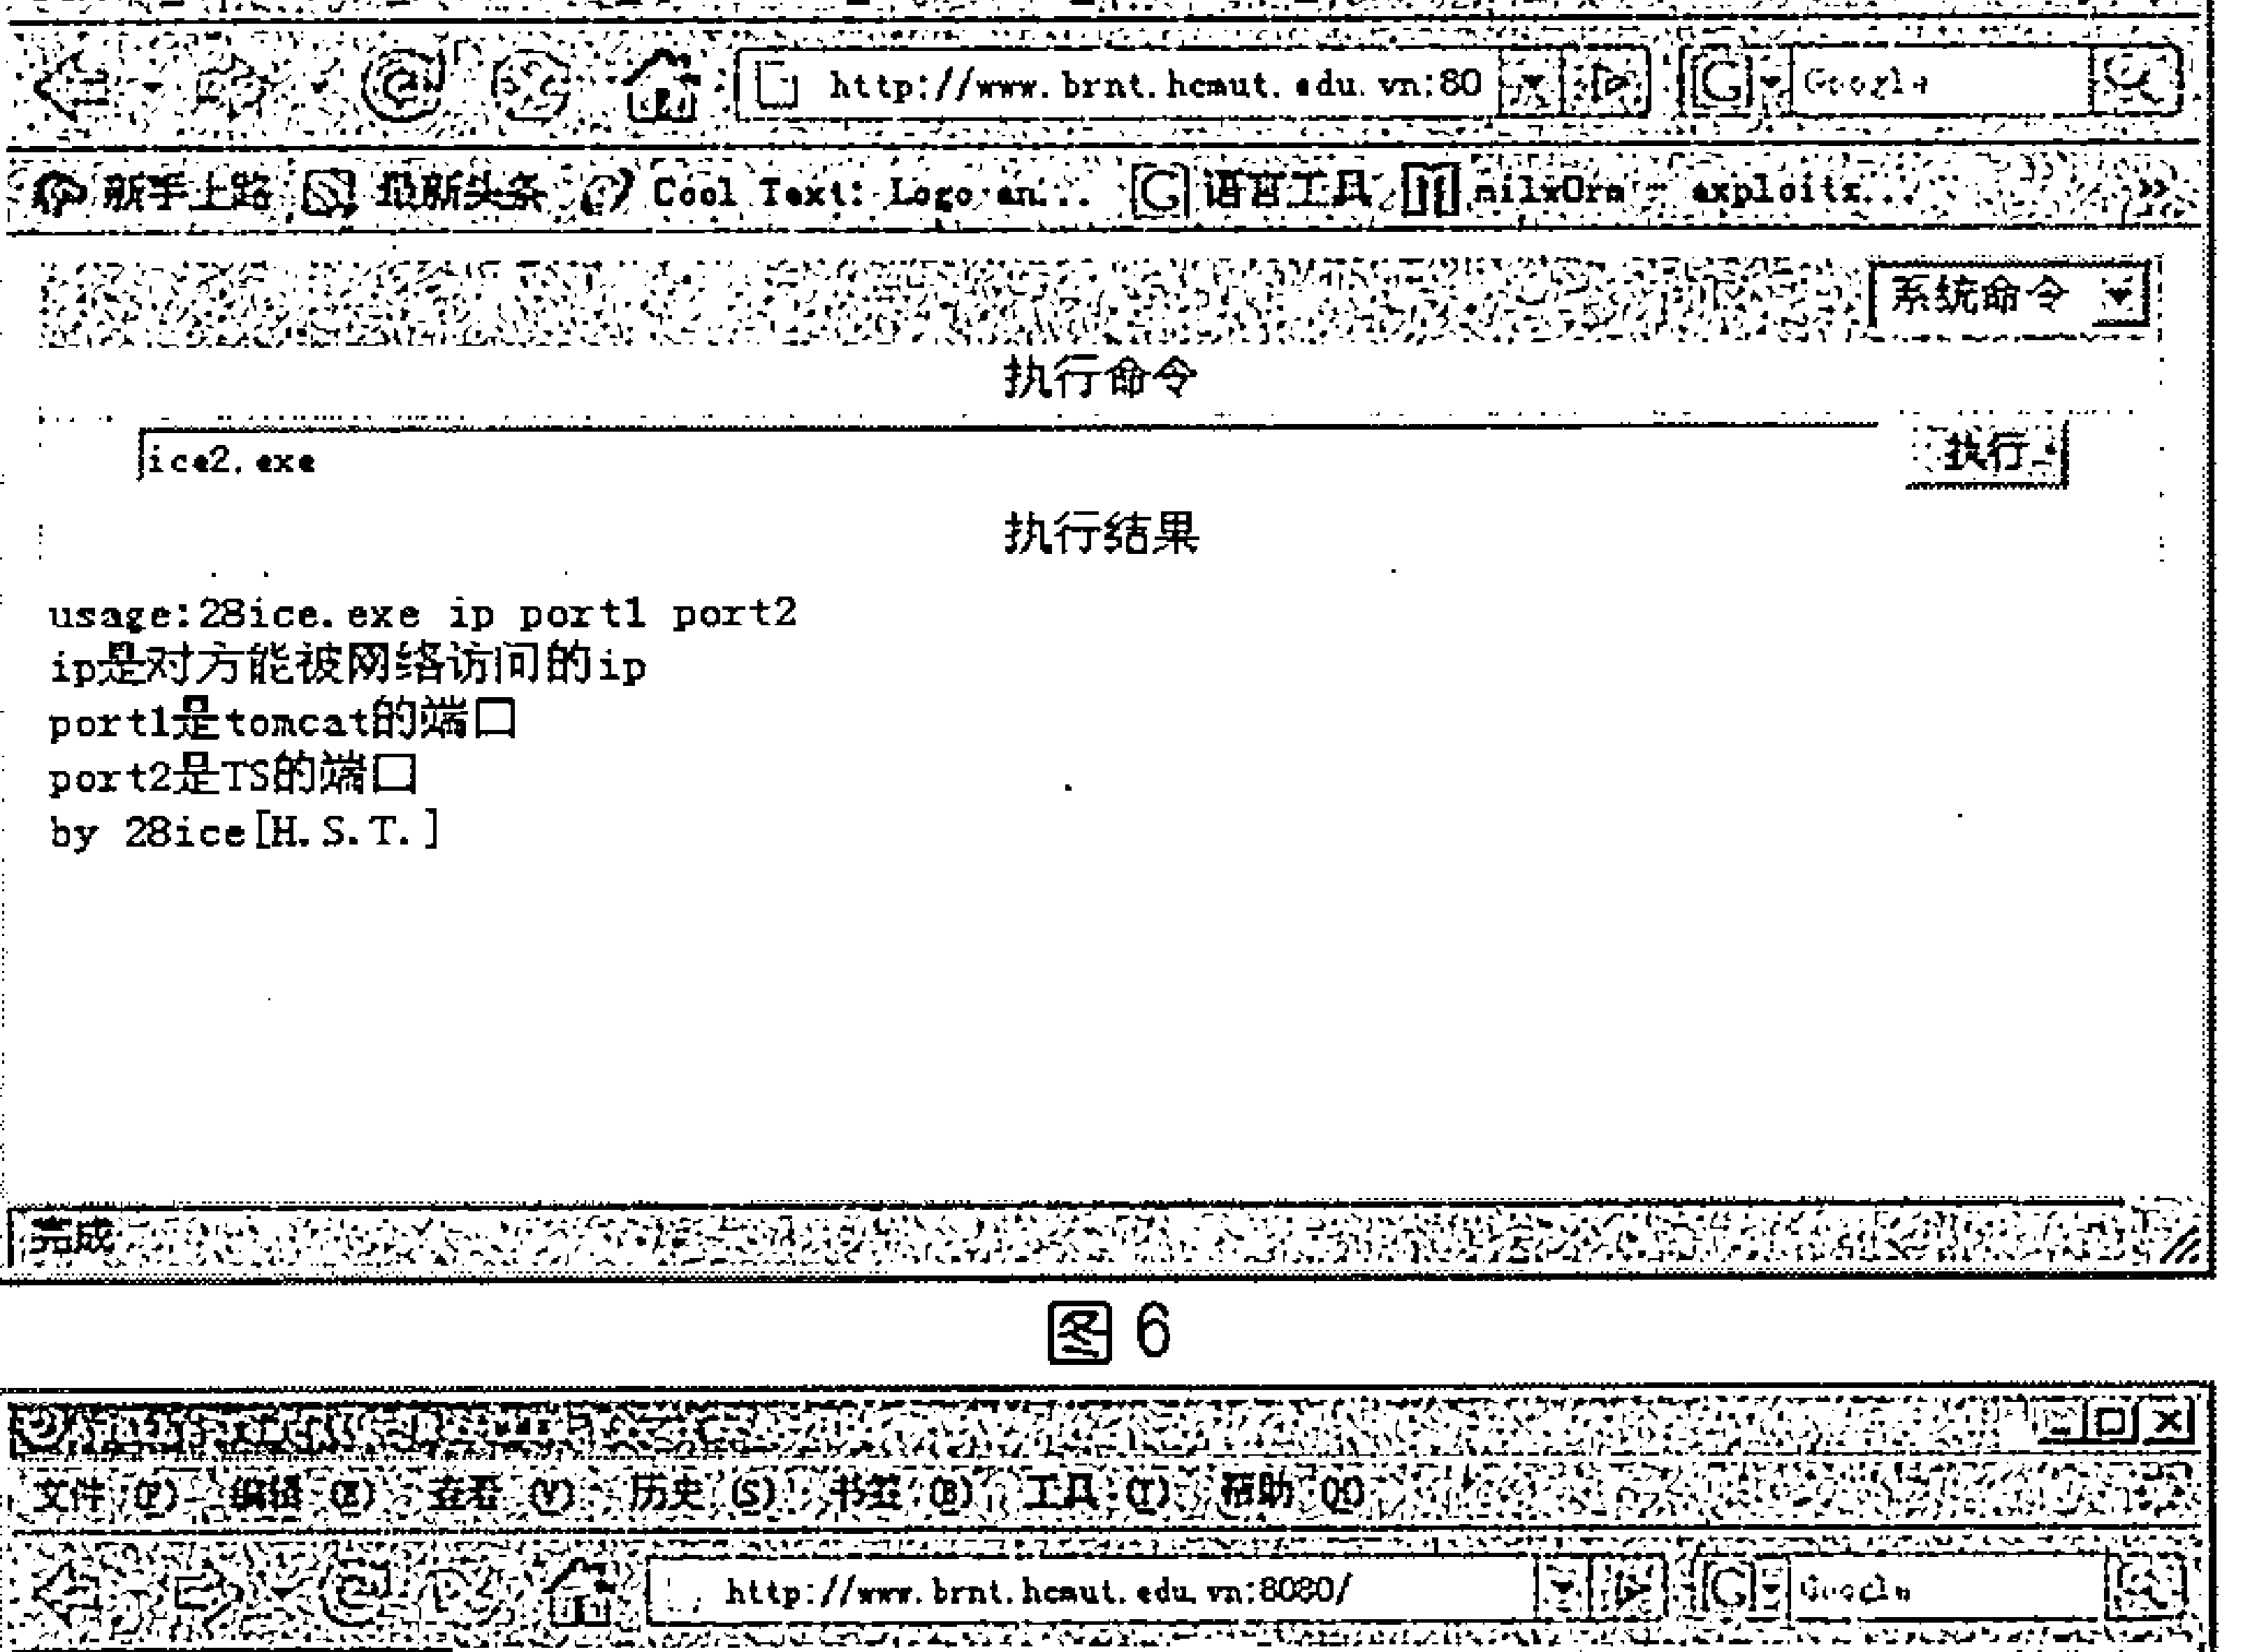 http://www.brnt.hcmut.edu.vn:80 Google
新手上路 最新头条 Cool Text: Logo an... 语言工具 milw0rm - exploits...
系统命令
执行命令
ice2.exe 执行
执行结果
usage:28ice.exe ip port1 port2
ip是对方能被网络访问的ip
port1是tomcat的端口
port2是TS的端口
by 28ice[H.S.T.]
完成
图 6
文件(F) 编辑(E) 查看(V) 历史(S) 书签(B) 工具(T) 帮助(H)
http://www.brnt.hcmut.edu.vn:8080/ Google